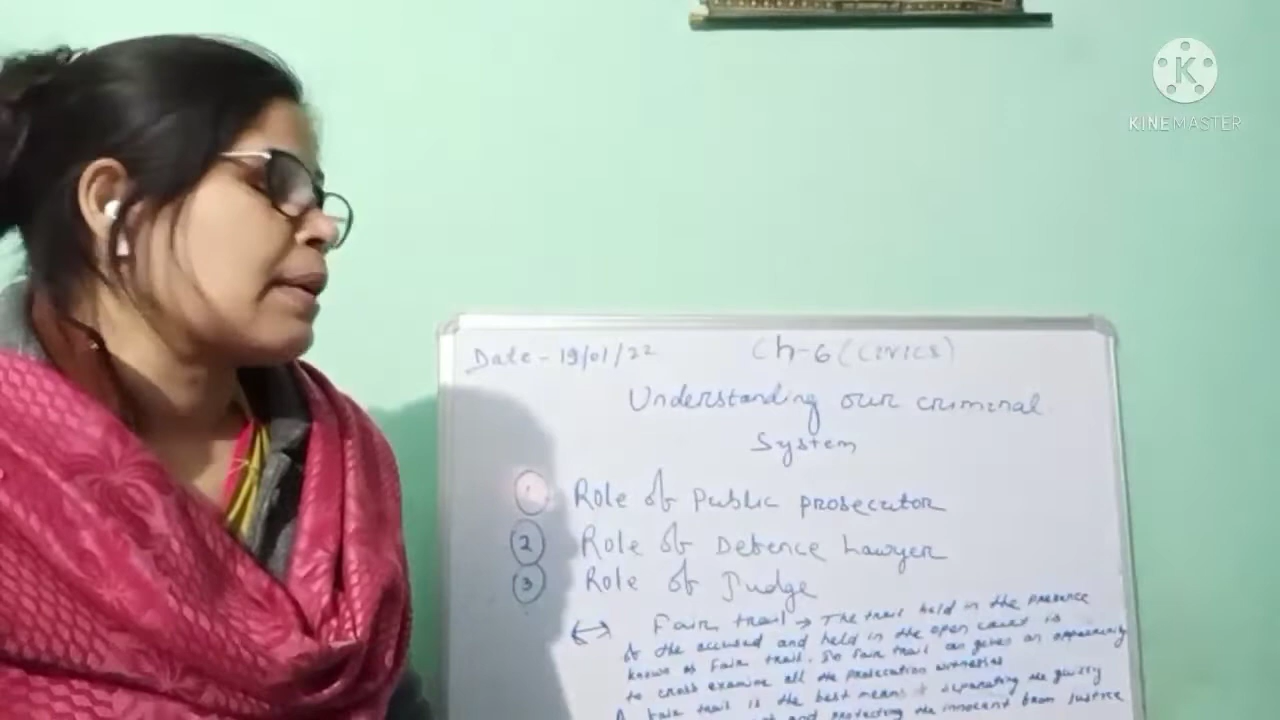 K
KINEMASTER
Date - 19/01/22
Ch-6 (CIVICS)
Understanding our criminal
System
1 Role of Public prosecutor
2 Role of Defence Lawyer
3 Role of Judge
Fair trail → The trail held in the presence
of the accused and held in the open court is
known as Fair trail. So Fair trail gives an opportunity
to cross examine all the prosecution witnesses
A Fair trail is the best means separating the guilty
and protecting the innocent from Justice